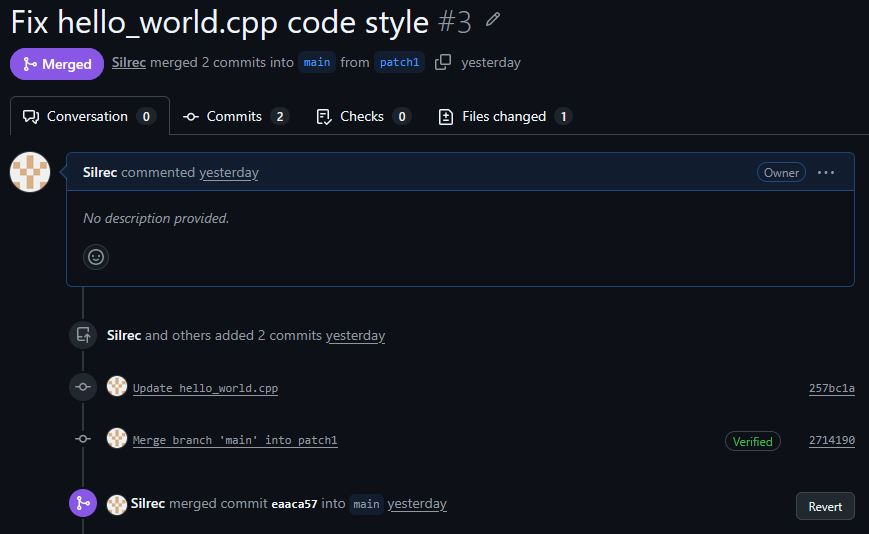 Fix hello_world.cpp code style #3
Merged Silrec merged 2 commits into main from patch1 yesterday
Conversation 0 Commits 2 Checks 0 Files changed 1
Silrec commented yesterday Owner
No description provided.
Silrec and others added 2 commits yesterday
Update hello_world.cpp 257bc1a
Merge branch 'main' into patch1 Verified 2714190
Silrec merged commit eaaca57 into main yesterday Revert